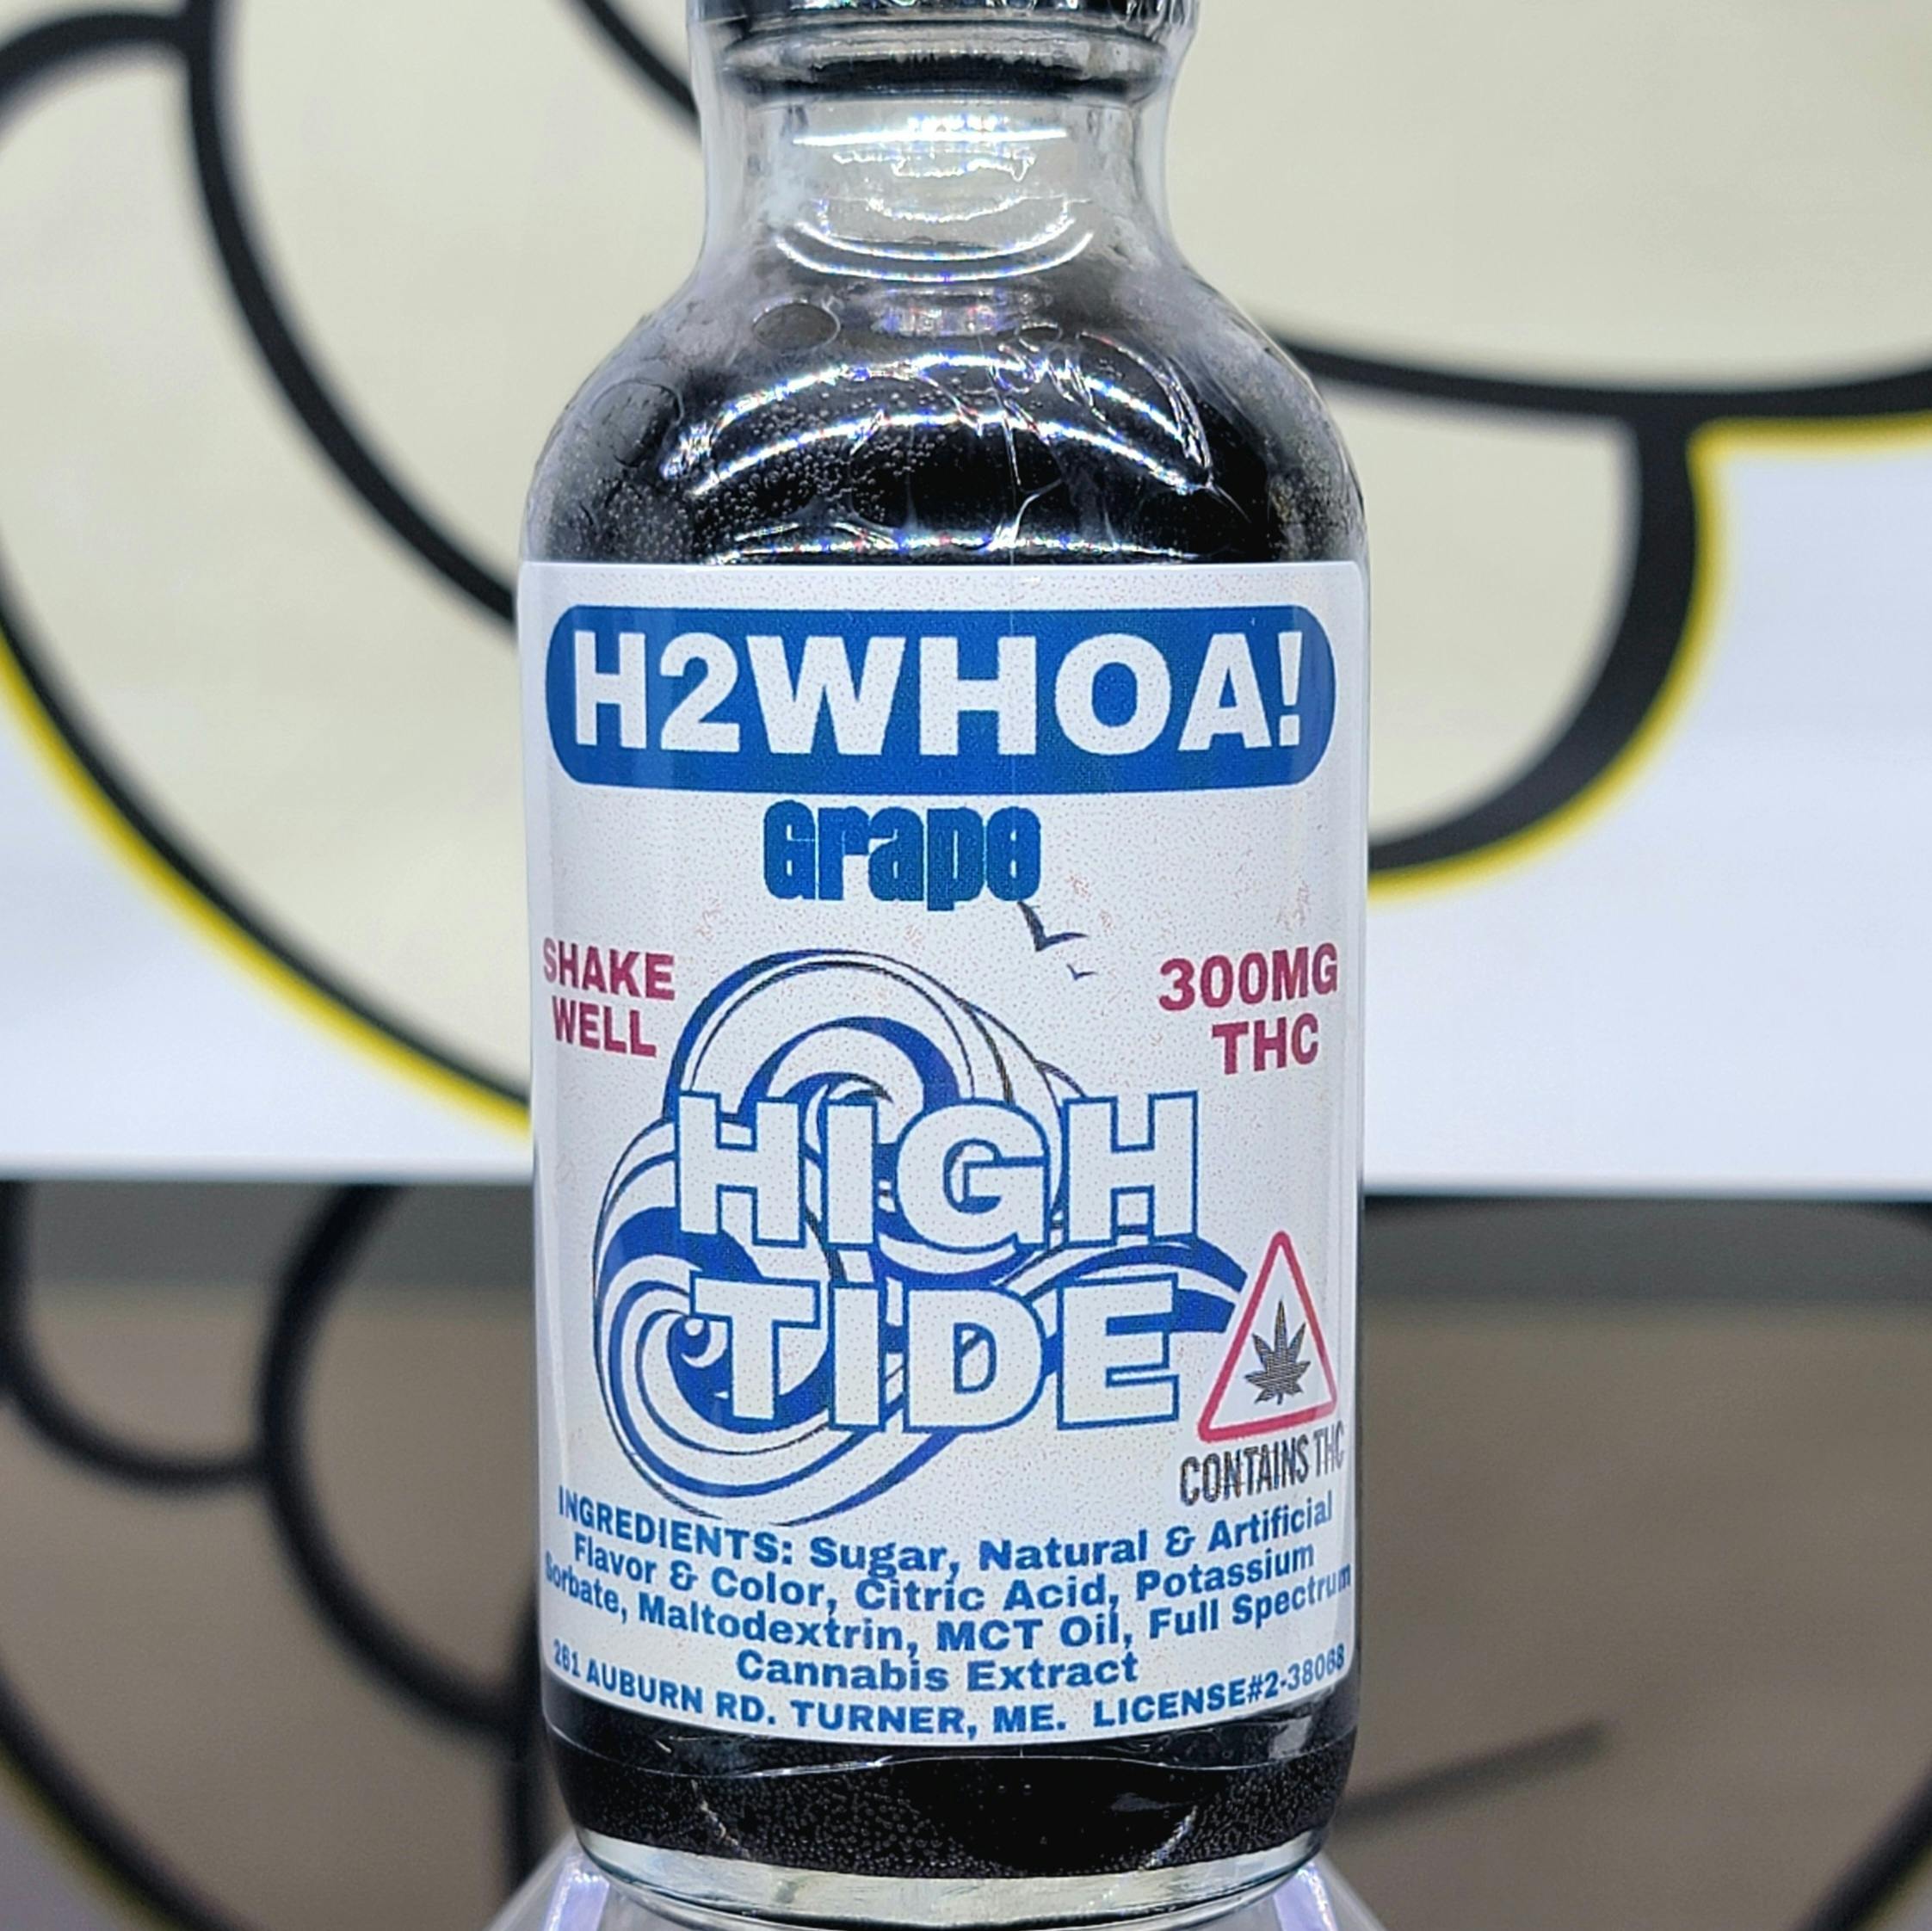 H2WHOA!
Grape
SHAKE
WELL
300MG
THC
HIGH
TIDE
CONTAINS THC
INGREDIENTS: Sugar, Natural & Artificial
Flavor & Color, Citric Acid, Potassium
Sorbate, Maltodextrin, MCT Oil, Full Spectrum
Cannabis Extract
261 AUBURN RD. TURNER, ME. LICENSE#2-38068